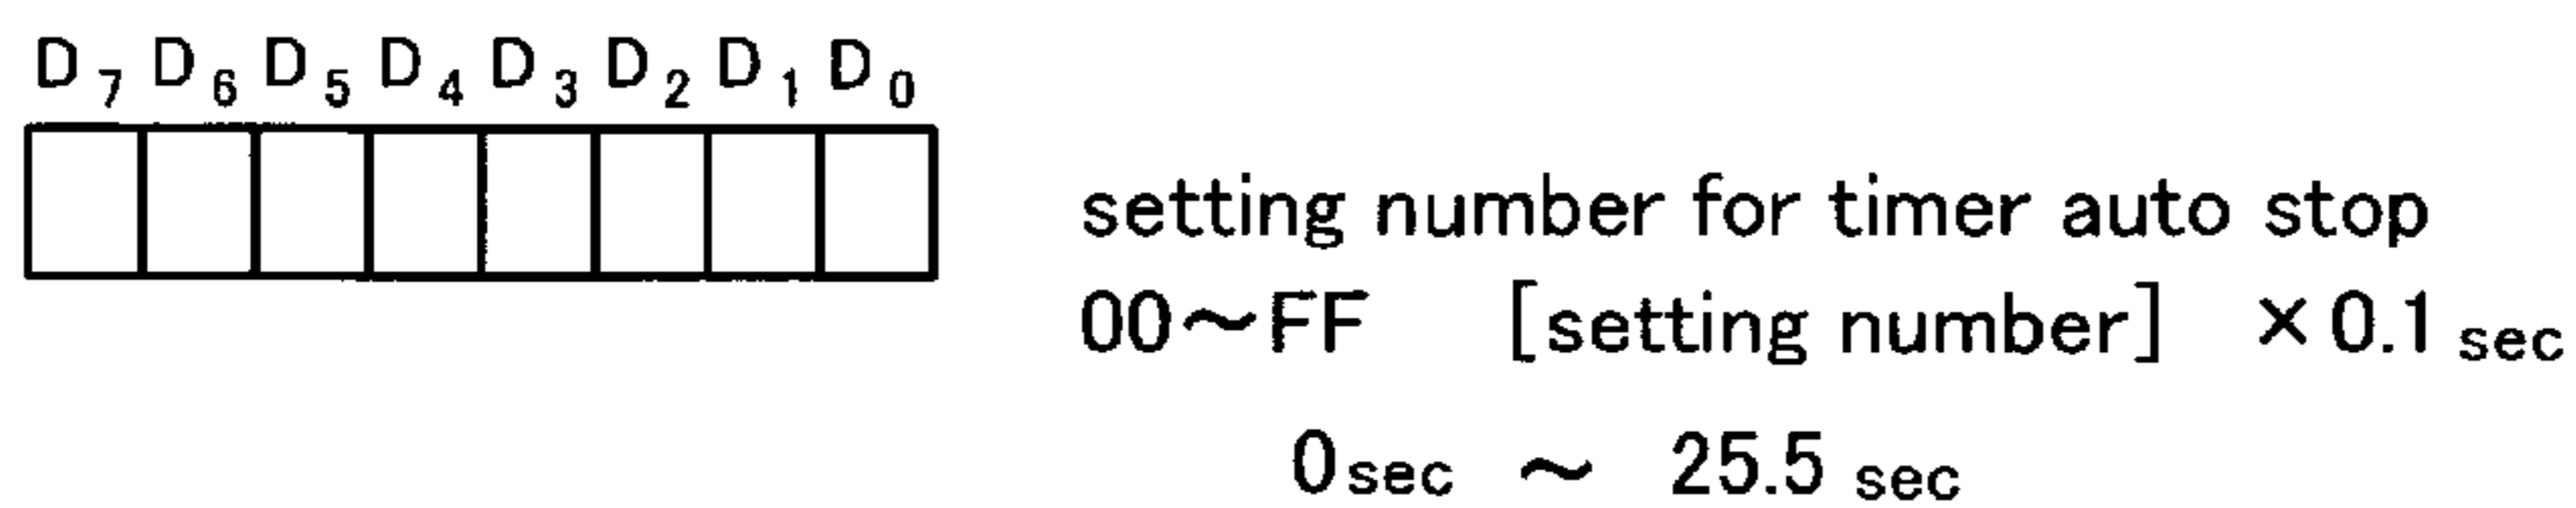 D7 D6 D5 D4 D3 D2 D1 D0
setting number for timer auto stop
00～FF [setting number] ×0.1 sec
0sec ～ 25.5 sec